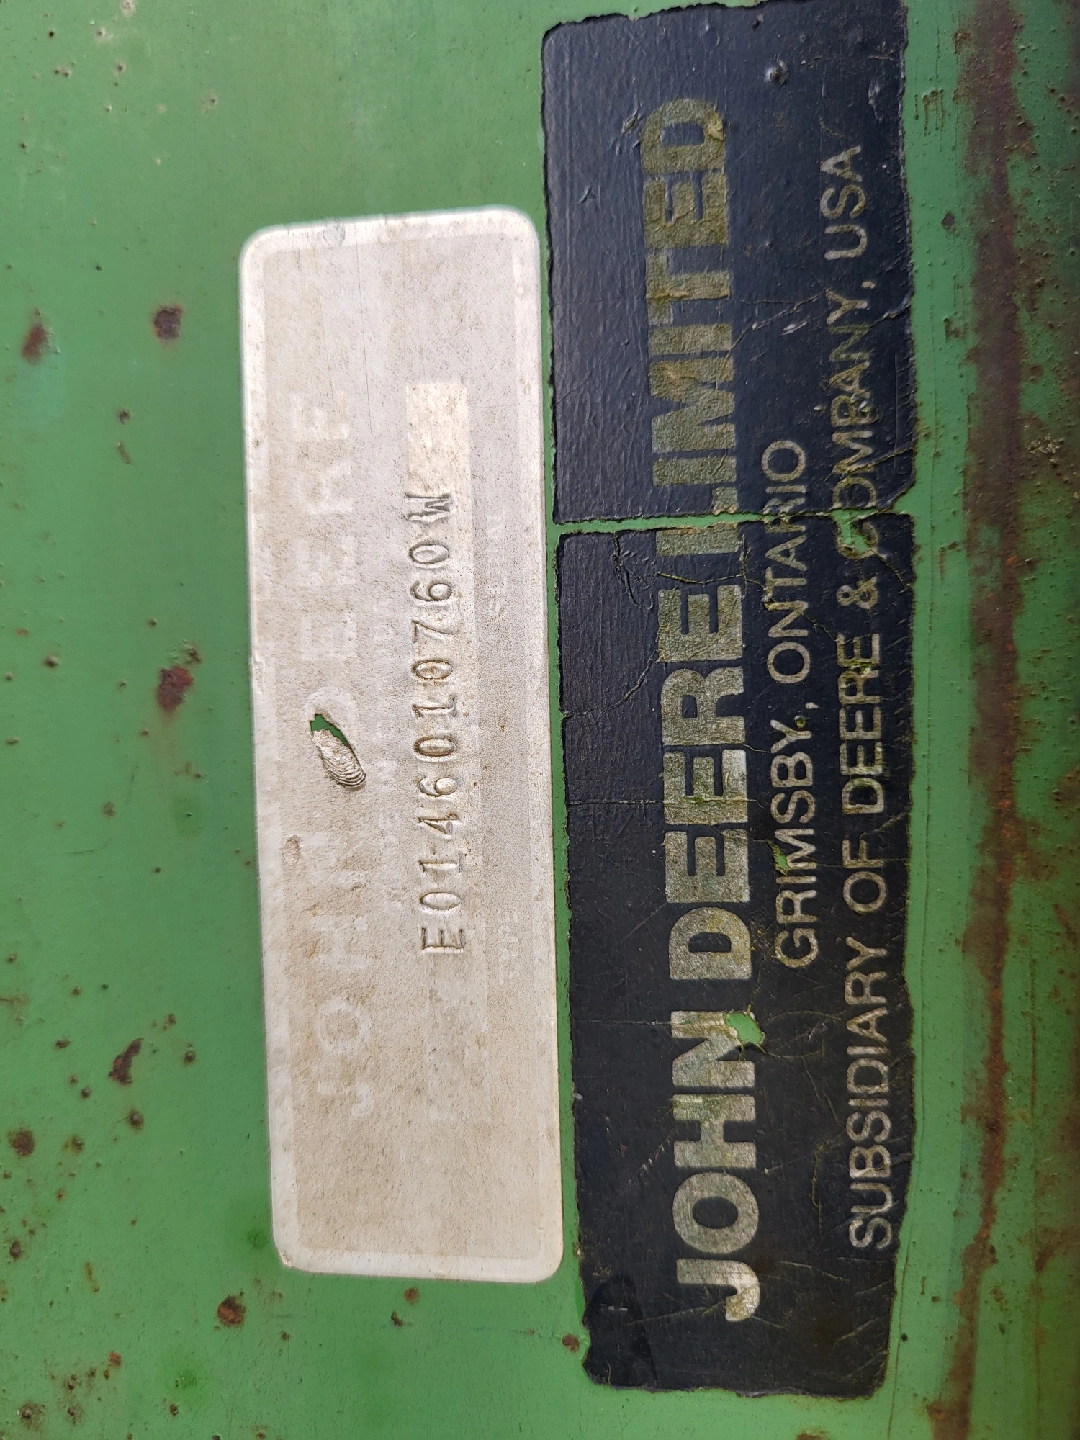 JOHN DEERE
E01460107 60W
JOHN DEERE LIMITED
GRIMSBY, ONTARIO
SUBSIDIARY OF DEERE & COMPANY, USA